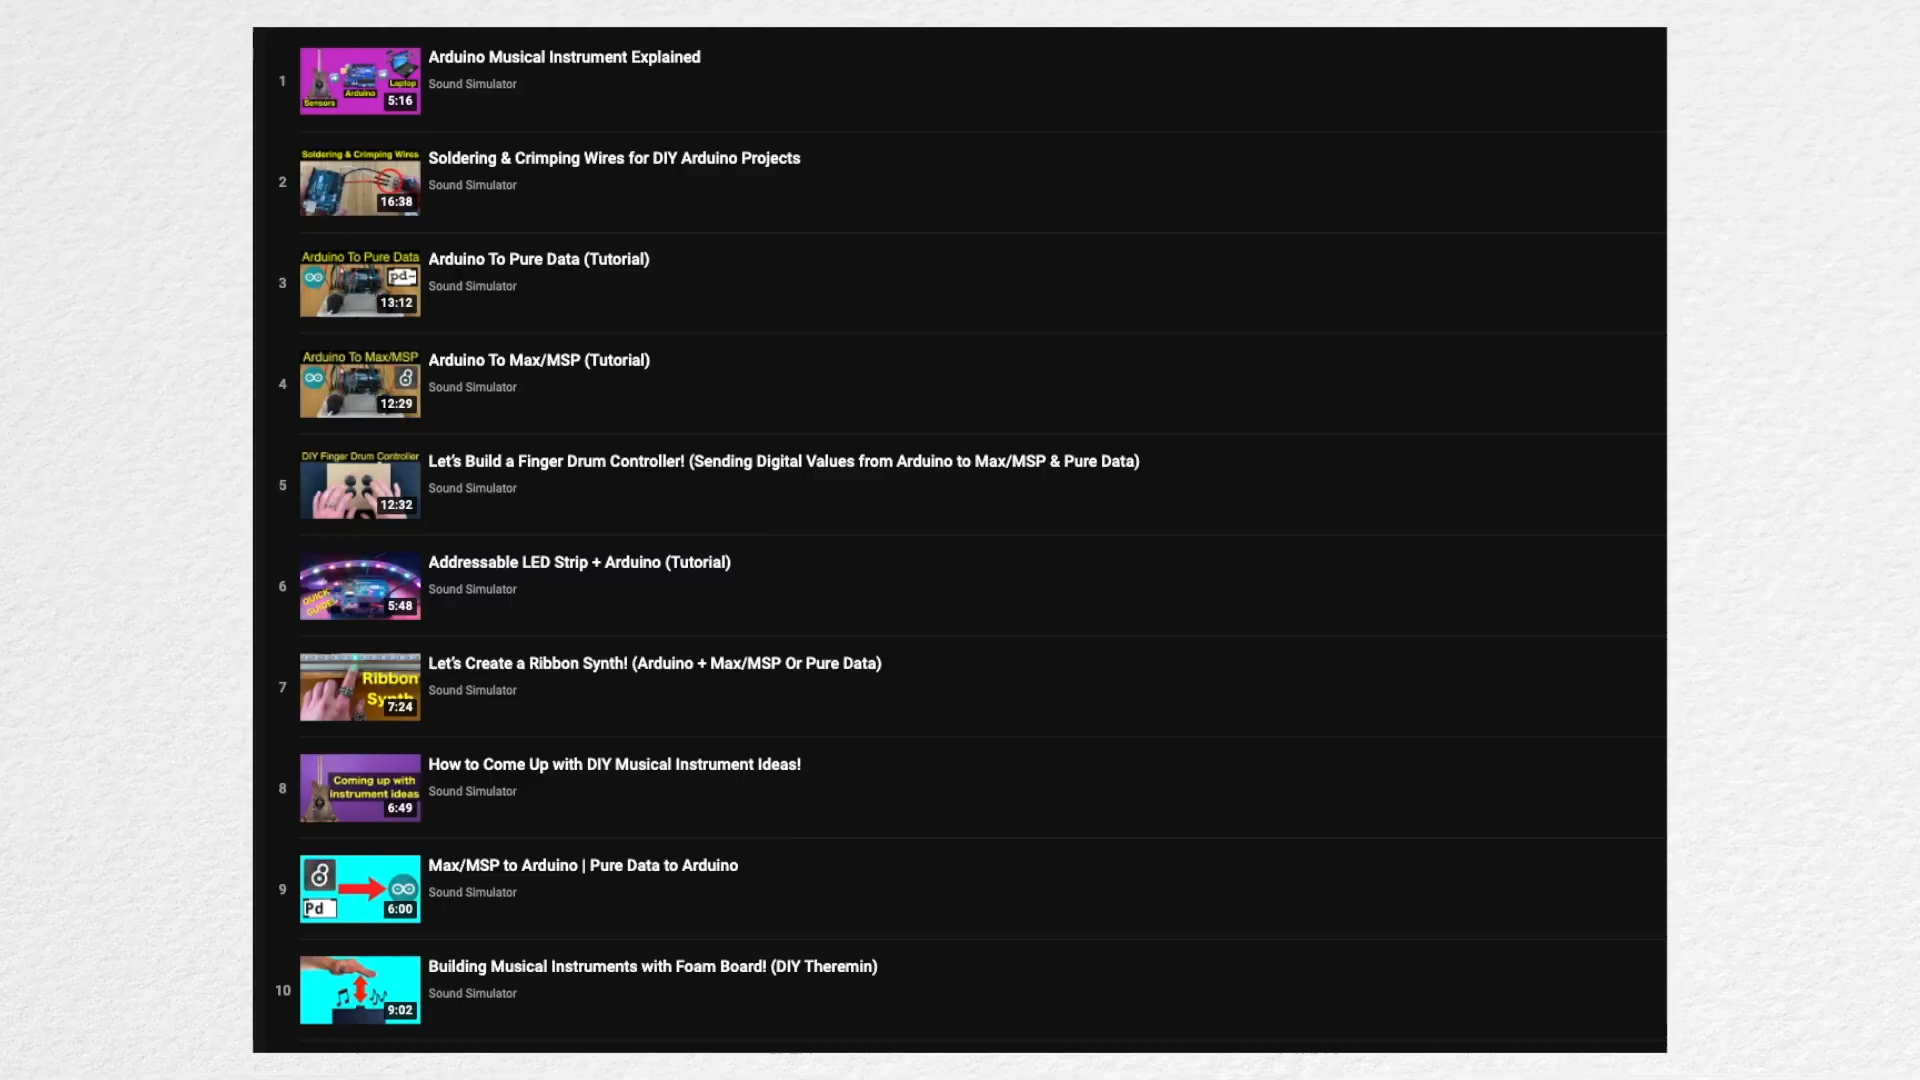 1
Sensors
Arduino
Laptop
5:16
Arduino Musical Instrument Explained
Sound Simulator
2
Soldering & Crimping Wires
16:38
Soldering & Crimping Wires for DIY Arduino Projects
Sound Simulator
3
Arduino To Pure Data
pd~
13:12
Arduino To Pure Data (Tutorial)
Sound Simulator
4
Arduino To Max/MSP
12:29
Arduino To Max/MSP (Tutorial)
Sound Simulator
5
DIY Finger Drum Controller
12:32
Let's Build a Finger Drum Controller! (Sending Digital Values from Arduino to Max/MSP & Pure Data)
Sound Simulator
6
QUICK
GUIDE!
5:48
Addressable LED Strip + Arduino (Tutorial)
Sound Simulator
7
Ribbon
Synth
7:24
Let's Create a Ribbon Synth! (Arduino + Max/MSP Or Pure Data)
Sound Simulator
8
Coming up with
instrument ideas
6:49
How to Come Up with DIY Musical Instrument Ideas!
Sound Simulator
9
Pd
6:00
Max/MSP to Arduino | Pure Data to Arduino
Sound Simulator
10
9:02
Building Musical Instruments with Foam Board! (DIY Theremin)
Sound Simulator